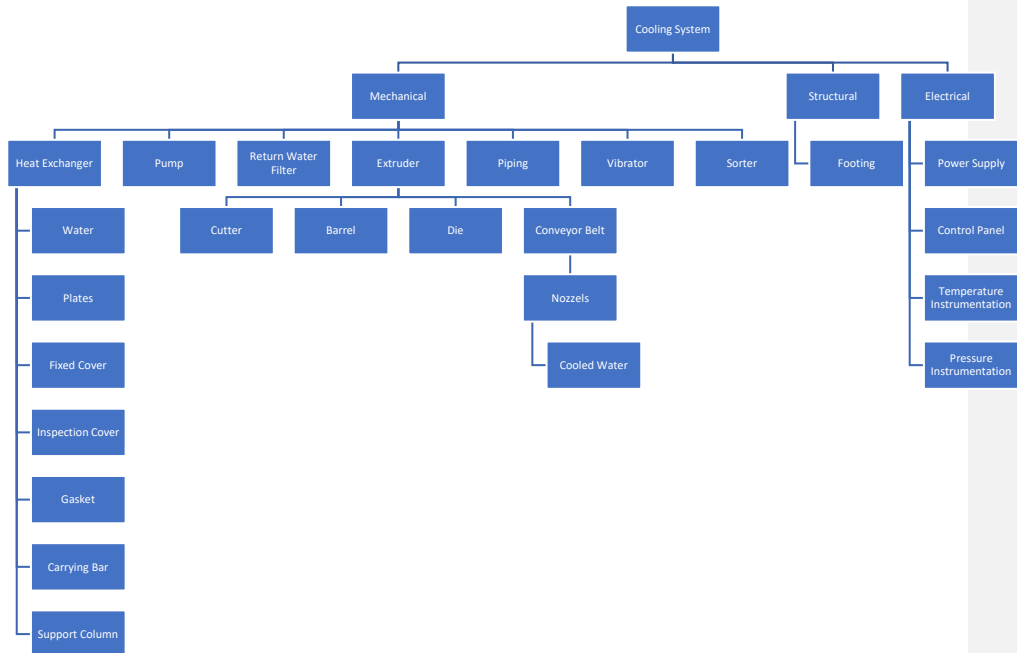 Cooling System
Mechanical
Structural
Electrical
Heat Exchanger
Pump
Return Water
Filter
Extruder
Piping
Vibrator
Sorter
Footing
Power Supply
Water
Cutter
Barrel
Die
Conveyor Belt
Control Panel
Plates
Nozzels
Temperature
Instrumentation
Fixed Cover
Cooled Water
Pressure
Instrumentation
Inspection Cover
Gasket
Carrying Bar
Support Column